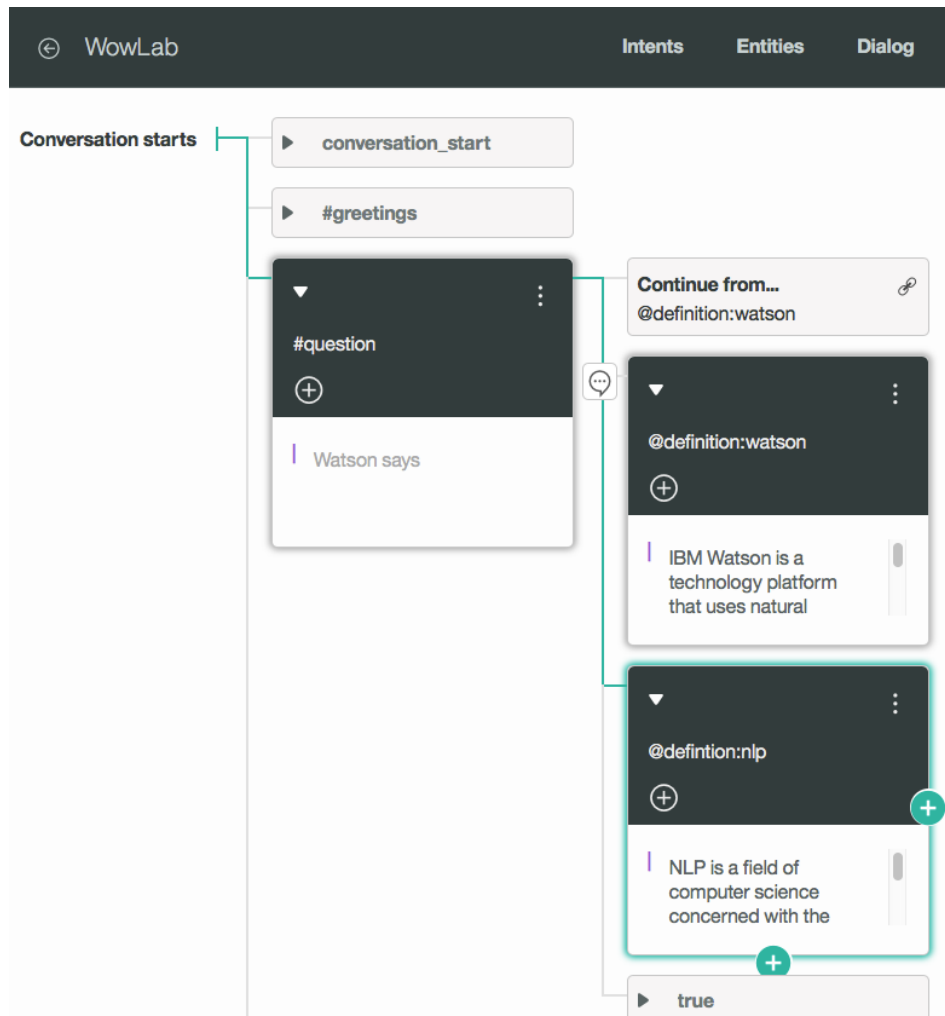 WowLab
Intents
Entities
Dialog
Conversation starts
conversation_start
#greetings
#question
Watson says
Continue from...
@definition:watson
@definition:watson
IBM Watson is a
technology platform
that uses natural
@defintion:nlp
NLP is a field of
computer science
concerned with the
true